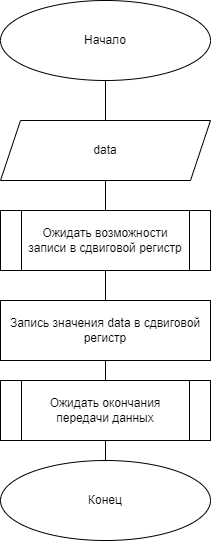 Начало
data
Ожидать возможности
записи в сдвиговой регистр
Запись значения data в сдвиговой
регистр
Ожидать окончания
передачи данных
Конец